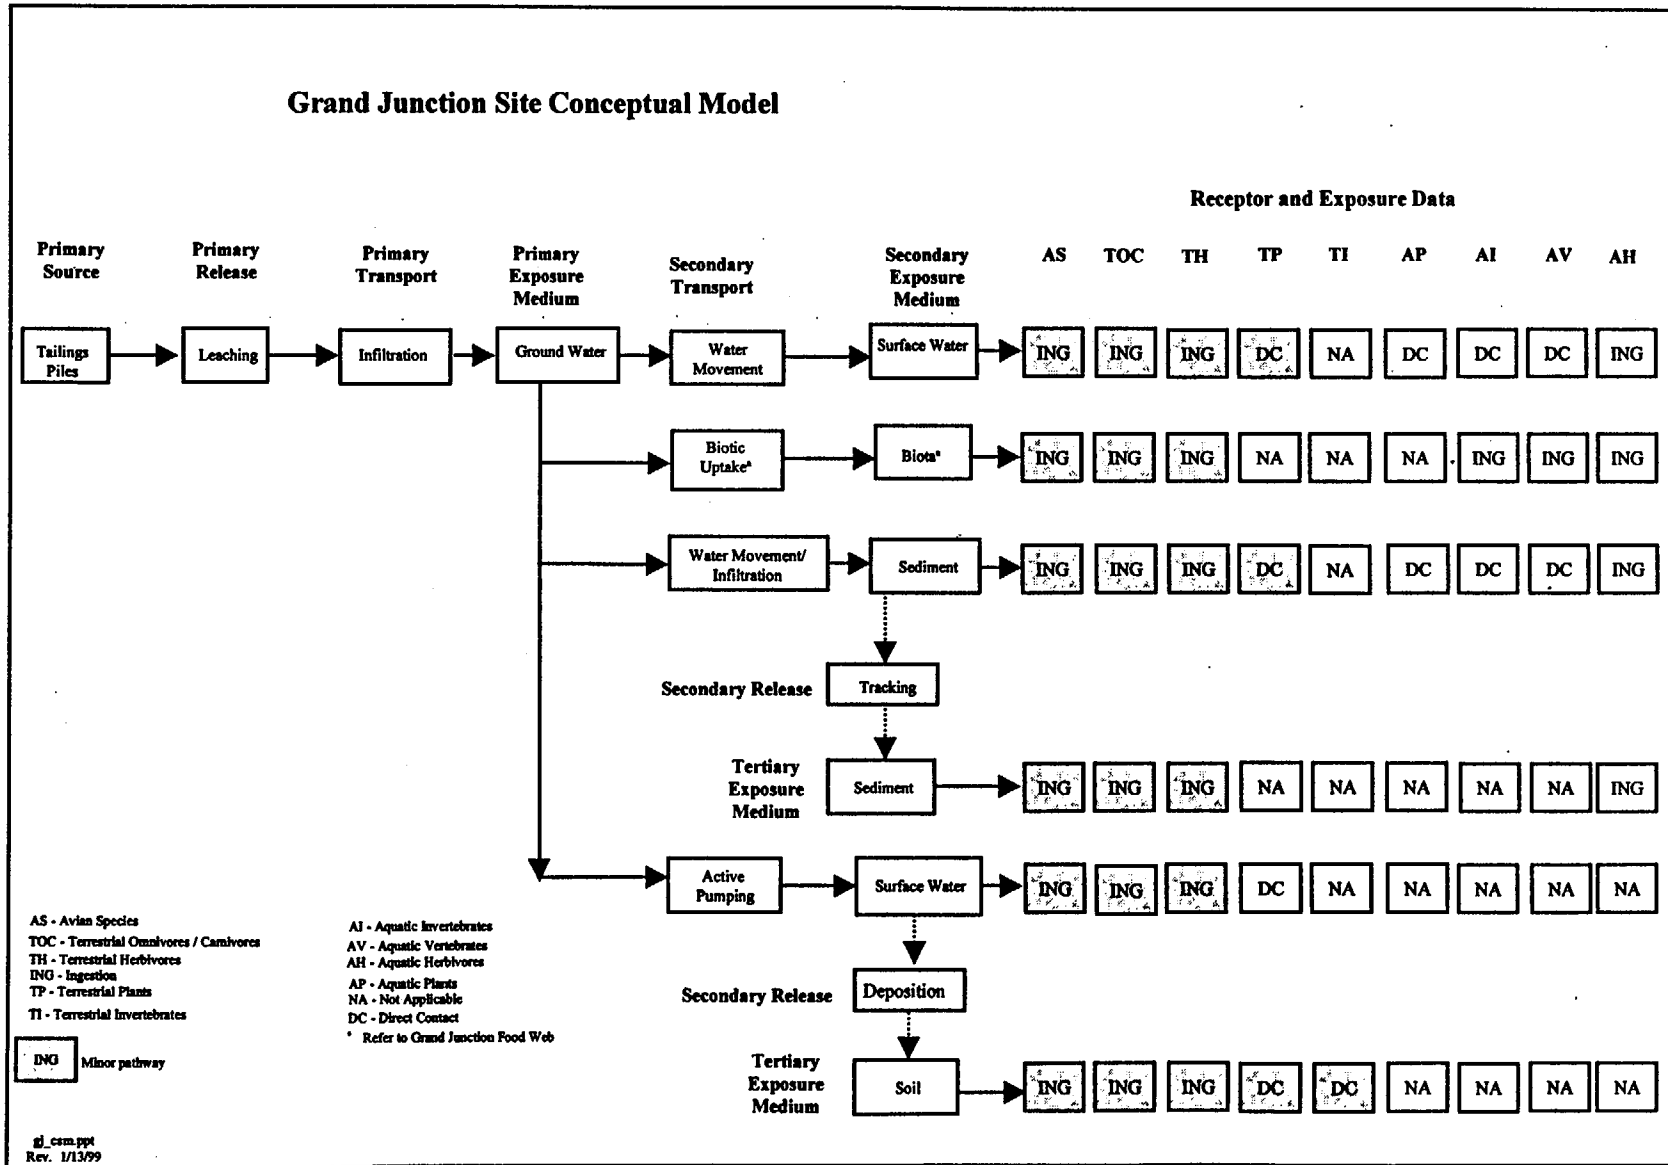 Grand Junction Site Conceptual Model
Receptor and Exposure Data
Primary
Source
Primary
Release
Primary
Transport
Primary
Exposure
Medium
Secondary
Transport
Secondary
Exposure
Medium
AS TOC TH TP TI AP AI AV AH
Tailings
Piles
Leaching
Infiltration
Ground Water
Water
Movement
Surface Water
ING ING ING DC NA DC DC DC ING
Biotic
Uptakeª
Biotaª
ING ING ING NA NA NA ING ING ING
Water Movement/
Infiltration
Sediment
ING ING ING DC NA DC DC DC ING
Secondary Release
Tracking
Tertiary
Exposure
Medium
Sediment
ING ING ING NA NA NA NA NA ING
Active
Pumping
Surface Water
ING ING ING DC NA NA NA NA NA
Secondary Release
Deposition
Tertiary
Exposure
Medium
Soil
ING ING ING DC DC NA NA NA NA
AS - Avian Species
TOC - Terrestrial Omnivores / Carnivores
TH - Terrestrial Herbivores
ING - Ingestion
TP - Terrestrial Plants
TI - Terrestrial Invertebrates
AI - Aquatic Invertebrates
AV - Aquatic Vertebrates
AH - Aquatic Herbivores
AP - Aquatic Plants
NA - Not Applicable
DC - Direct Contact
ª Refer to Grand Junction Food Web
ING Minor pathway
gj_csm.ppt
Rev. 1/13/99